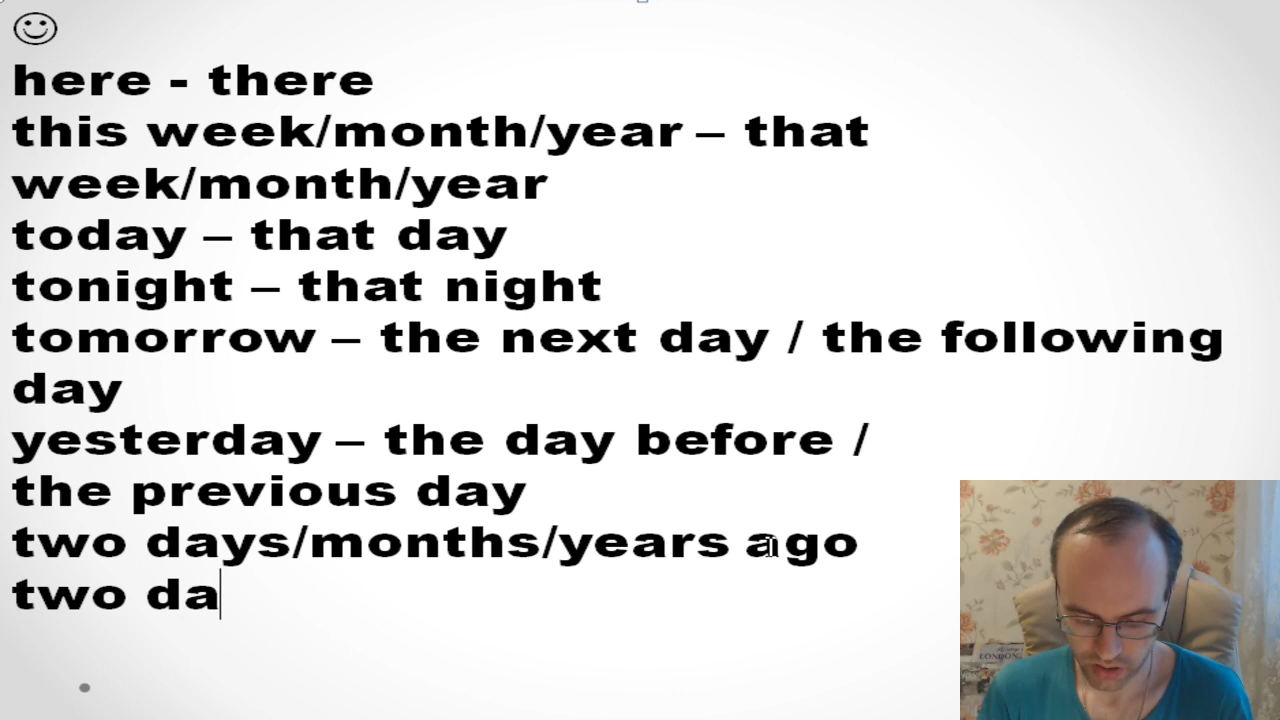 here - there
this week/month/year – that
week/month/year
today – that day
tonight – that night
tomorrow – the next day / the following
day
yesterday – the day before /
the previous day
two days/months/years ago
two da
LONDON